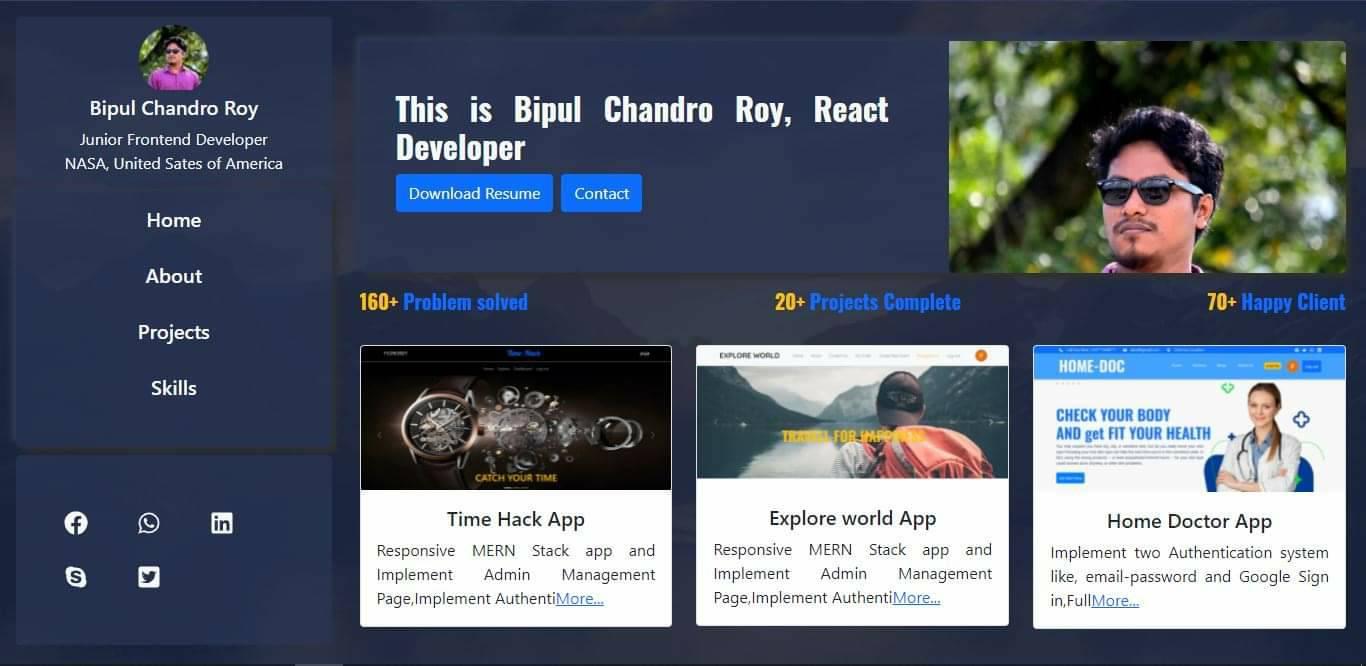 Bipul Chandro Roy
Junior Frontend Developer
NASA, United Sates of America
Home
About
Projects
Skills
This is Bipul Chandro Roy, React
Developer
Download Resume
Contact
160+ Problem solved
20+ Projects Complete
70+ Happy Client
Time Hack
CATCH YOUR TIME
Time Hack App
Responsive MERN Stack app and
Implement Admin Management
Page,Implement AuthentiMore...
EXPLORE WORLD
TRAVELL FOR HAPPINESS
Explore world App
Responsive MERN Stack app and
Implement Admin Management
Page,Implement AuthentiMore...
HOME-DOC
CHECK YOUR BODY
AND get FIT YOUR HEALTH
Home Doctor App
Implement two Authentication system
like, email-password and Google Sign
in,FullMore...